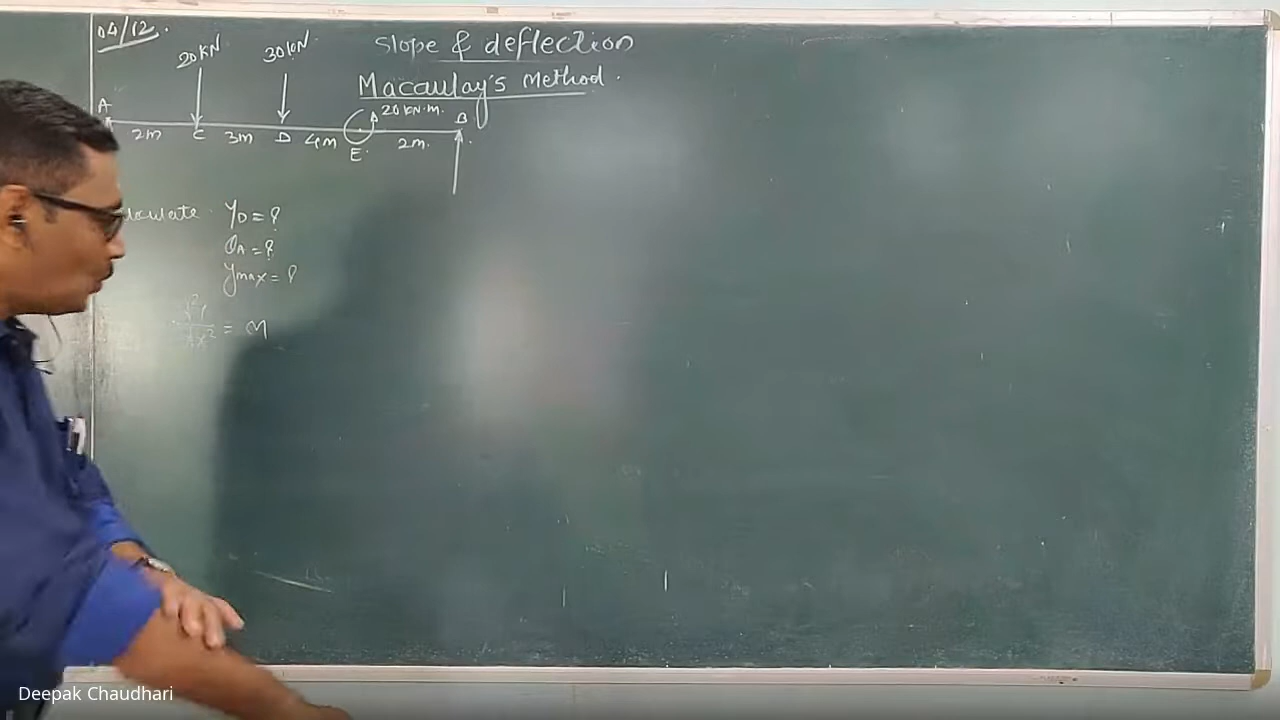 04/12.
slope & deflection
Macaulay's Method.
20kN 30kN
20 kN.m.
A B
2m C 3m D 4m E 2m.
yD = ?
θA = ?
ymax = ?
= M
Deepak Chaudhari